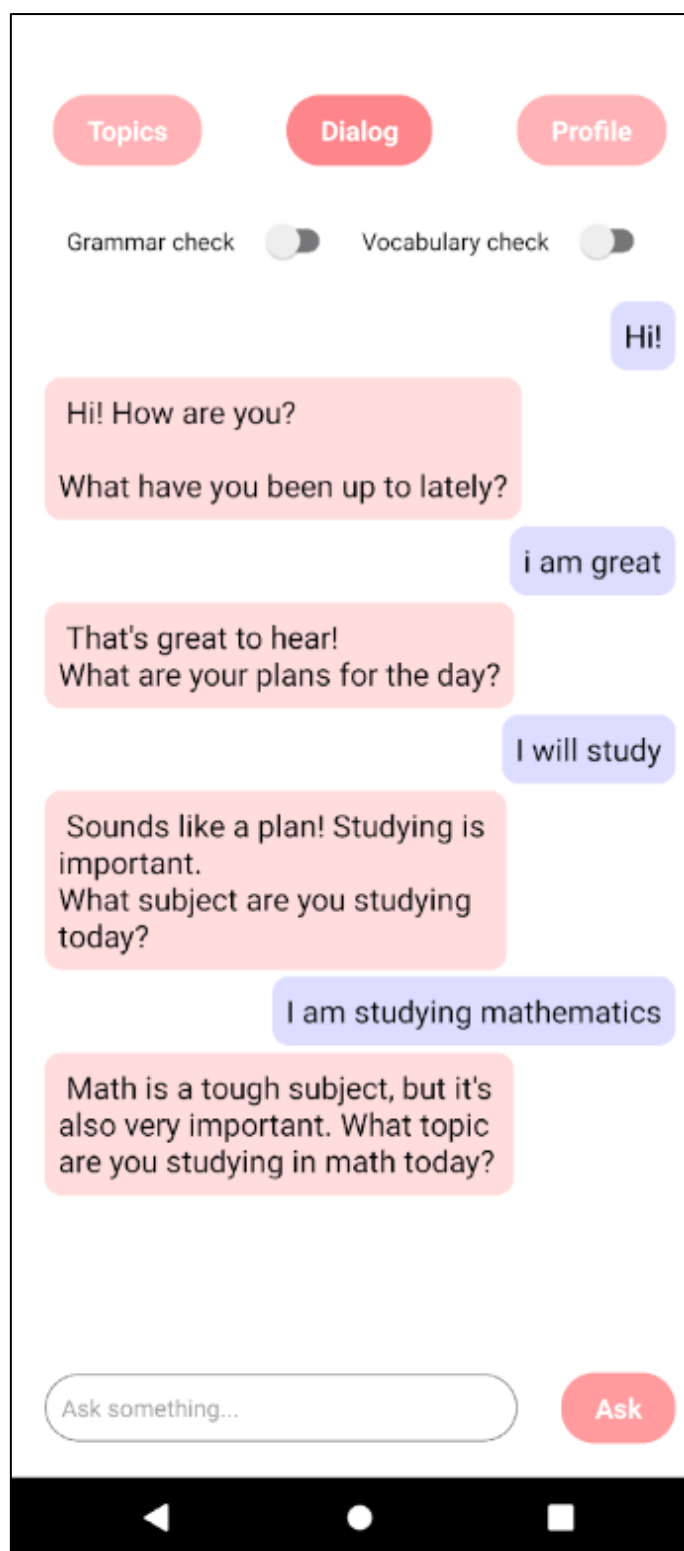 Topics Dialog Profile
Grammar check Vocabulary check
Hi!
Hi! How are you?
What have you been up to lately?
i am great
That's great to hear!
What are your plans for the day?
I will study
Sounds like a plan! Studying is
important.
What subject are you studying
today?
I am studying mathematics
Math is a tough subject, but it's
also very important. What topic
are you studying in math today?
Ask something... Ask